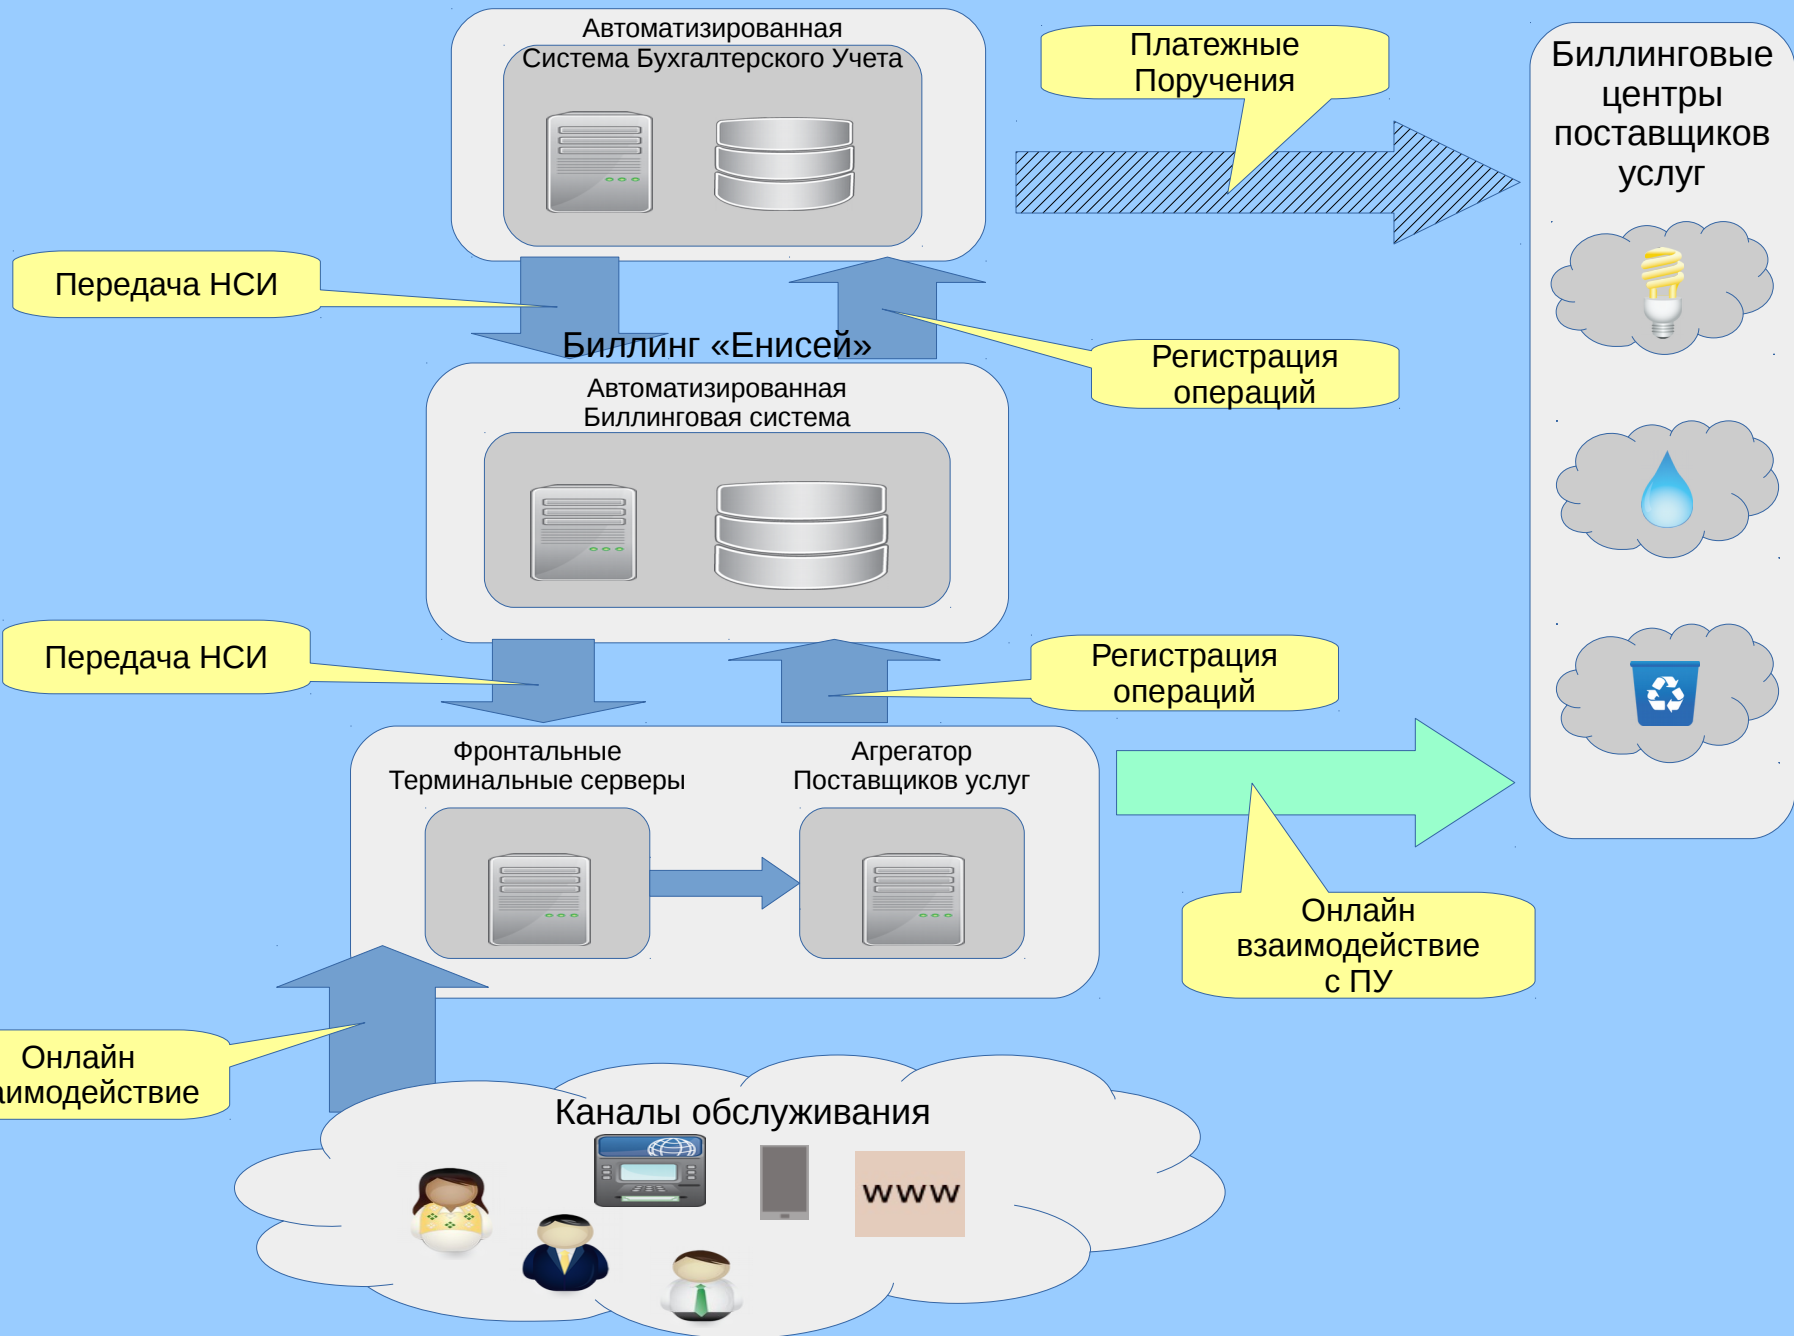 Автоматизированная
Система Бухгалтерского Учета
Платежные
Поручения
Биллинговые
центры
поставщиков
услуг
Передача НСИ
Биллинг «Енисей»
Регистрация
операций
Автоматизированная
Биллинговая система
Передача НСИ
Регистрация
операций
Фронтальные
Терминальные серверы
Агрегатор
Поставщиков услуг
Онлайн
взаимодействие
с ПУ
Онлайн
аимодействие
Каналы обслуживания
www